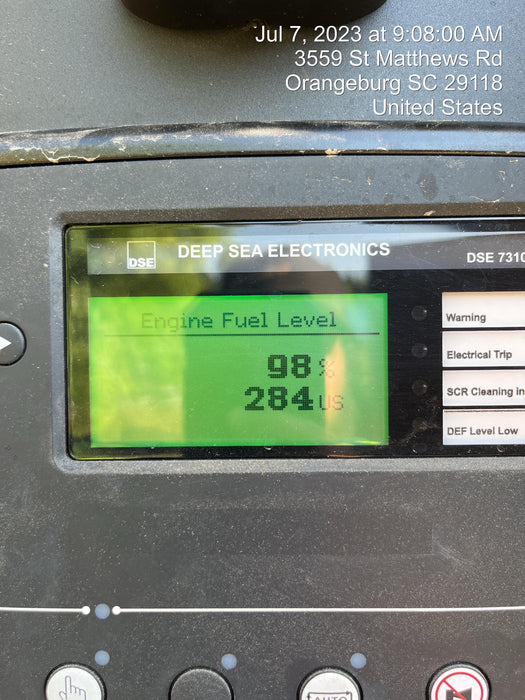 Jul 7, 2023 at 9:08:00 AM
3559 St Matthews Rd
Orangeburg SC 29118
United States
DSE
DEEP SEA ELECTRONICS
DSE 7310
Engine Fuel Level
98 %
284 US
Warning
Electrical Trip
SCR Cleaning In
DEF Level Low
AUTO